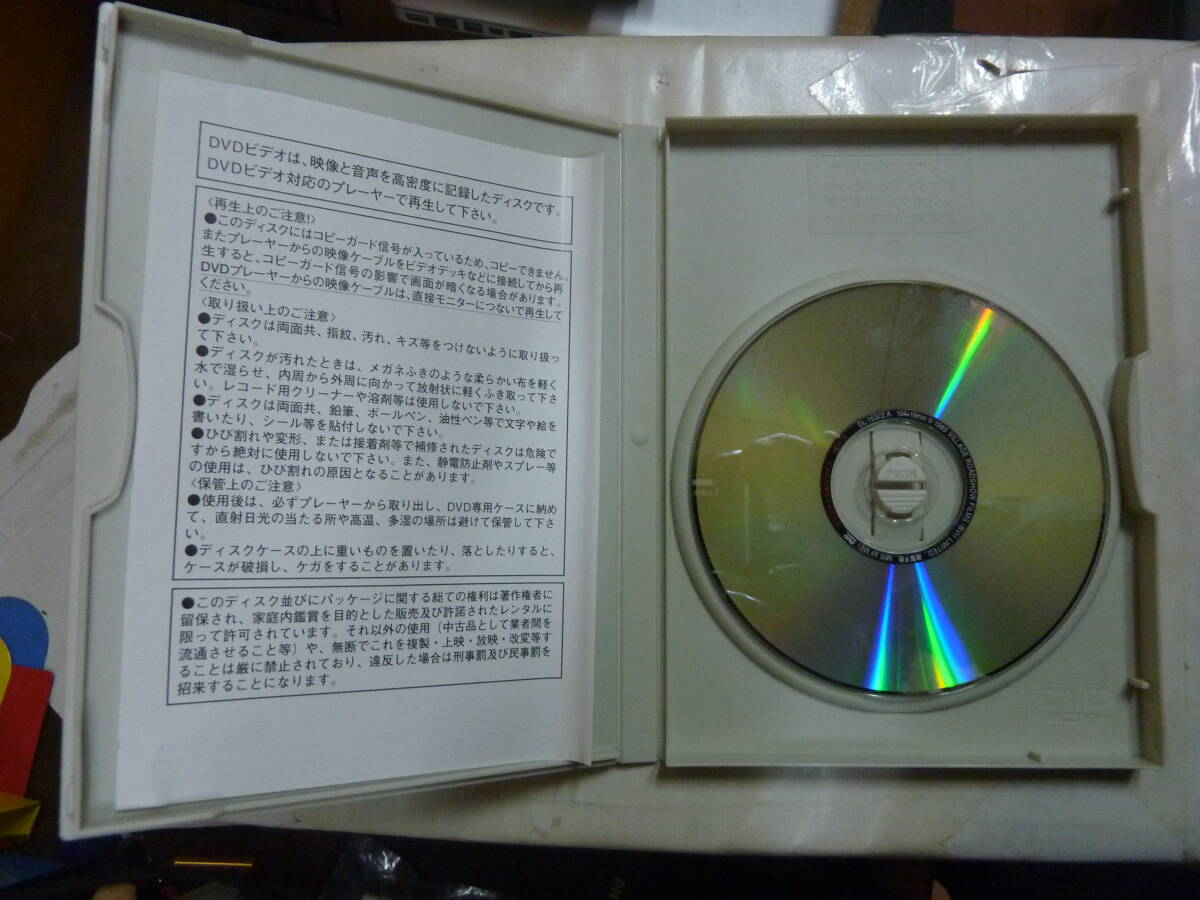 DVDビデオは、映像と音声を高密度に記録したディスクです。
DVDビデオ対応のプレーヤーで再生して下さい。
〈再生上のご注意!〉
●このディスクにはコピーガード信号が入っているため、コピーできません。
またプレーヤーからの映像ケーブルをビデオデッキなどに接続してから再
生すると、コピーガード信号の影響で画面が暗くなる場合があります。
DVDプレーヤーからの映像ケーブルは、直接モニターにつないで再生して
ください。
〈取り扱い上のご注意〉
●ディスクは両面共、指紋、汚れ、キズ等をつけないように取り扱っ
て下さい。
●ディスクが汚れたときは、メガネふきのような柔らかい布を軽く
水で湿らせ、内周から外周に向かって放射状に軽くふき取って下さ
い。レコード用クリーナーや溶剤等は使用しないで下さい。
●ディスクは両面共、鉛筆、ボールペン、油性ペン等で文字や絵を
書いたり、シール等を貼付しないで下さい。
●ひび割れや変形、または接着剤等で補修されたディスクは危険で
すから絶対に使用しないで下さい。また、静電防止剤やスプレー等
の使用は、ひび割れの原因となることがあります。
〈保管上のご注意〉
●使用後は、必ずプレーヤーから取り出し、DVD専用ケースに納め
て、直射日光の当たる所や高温、多湿の場所は避けて保管して下さ
い。
●ディスクケースの上に重いものを置いたり、落としたりすると、
ケースが破損し、ケガをすることがあります。
●このディスク並びにパッケージに関する総ての権利は著作権者に
留保され、家庭内鑑賞を目的とした販売及び許諾されたレンタルに
限って許可されています。それ以外の使用（中古品として業者間を
流通させること等）や、無断でこれを複製・上映・放映・改変等す
ることは厳に禁止されており、違反した場合は刑事罰及び民事罰を
招来することになります。
DL-16322 A 104+19min © 1999 VILLAGE ROADSHOW FILMS (BVI) LIMITED